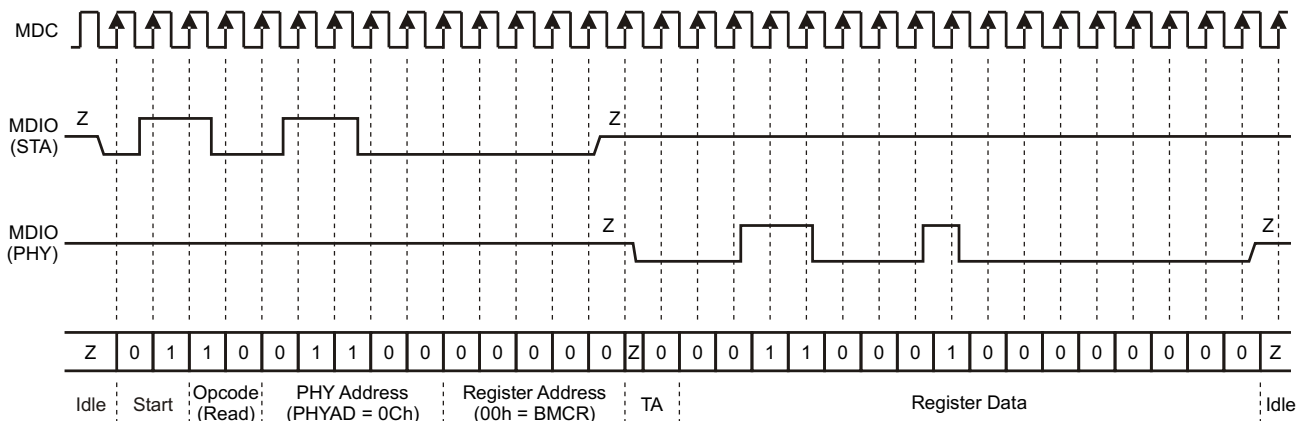 MDC
Z Z
MDIO
(STA)
Z Z
MDIO
(PHY)
Z 0 1 1 0 0 1 1 0 0 0 0 0 0 0 Z 0 0 0 1 1 0 0 0 1 0 0 0 0 0 0 0 0 Z
Idle Start Opcode
(Read) PHY Address
(PHYAD = 0Ch) Register Address
(00h = BMCR) TA Register Data Idle